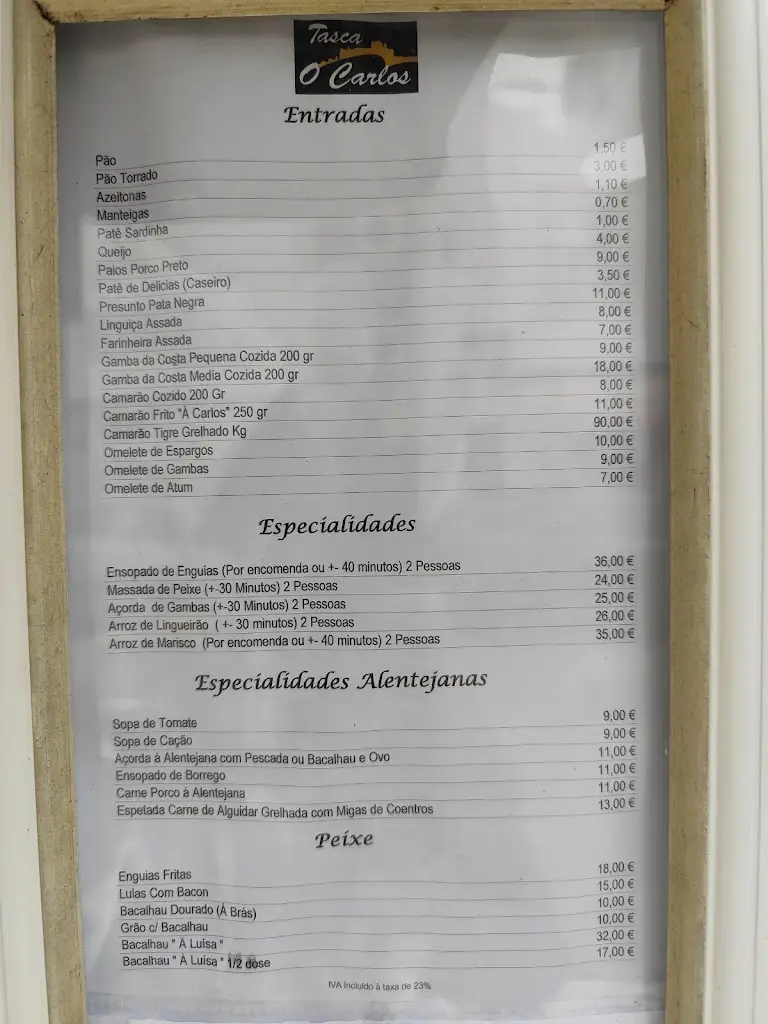 Tasca
O Carlos
Entradas
Pão 1,50 €
Pão Torrado 3,00 €
Azeitonas 1,10 €
Manteigas 0,70 €
Patê Sardinha 1,00 €
Queijo 4,00 €
Paios Porco Preto 9,00 €
Patê de Delicias (Caseiro) 3,50 €
Presunto Pata Negra 11,00 €
Linguiça Assada 8,00 €
Farinheira Assada 7,00 €
Gamba da Costa Pequena Cozida 200 gr 9,00 €
Gamba da Costa Media Cozida 200 gr 18,00 €
Camarão Cozido 200 Gr 8,00 €
Camarão Frito "À Carlos" 250 gr 11,00 €
Camarão Tigre Grelhado Kg 90,00 €
Omelete de Espargos 10,00 €
Omelete de Gambas 9,00 €
Omelete de Atum 7,00 €
Especialidades
Ensopado de Enguias (Por encomenda ou +- 40 minutos) 2 Pessoas 36,00 €
Massada de Peixe (+-30 Minutos) 2 Pessoas 24,00 €
Açorda de Gambas (+-30 Minutos) 2 Pessoas 25,00 €
Arroz de Lingueirão ( +- 30 minutos) 2 Pessoas 26,00 €
Arroz de Marisco (Por encomenda ou +- 40 minutos) 2 Pessoas 35,00 €
Especialidades Alentejanas
Sopa de Tomate 9,00 €
Sopa de Cação 9,00 €
Açorda á Alentejana com Pescada ou Bacalhau e Ovo 11,00 €
Ensopado de Borrego 11,00 €
Carne Porco á Alentejana 11,00 €
Espetada Carne de Alguidar Grelhada com Migas de Coentros 13,00 €
Peixe
Enguias Fritas 18,00 €
Lulas Com Bacon 15,00 €
Bacalhau Dourado (Á Brás) 10,00 €
Grão c/ Bacalhau 10,00 €
Bacalhau " À Luisa " 32,00 €
Bacalhau " À Luisa " 1/2 dose 17,00 €
IVA Incluido à taxa de 23%